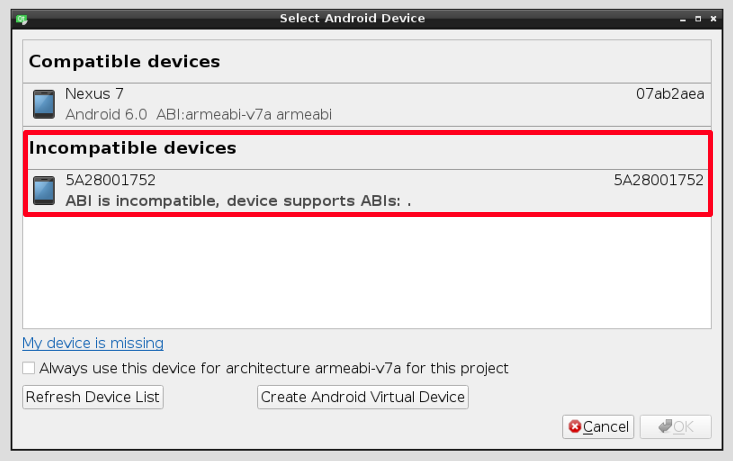 Select Android Device
Compatible devices
Nexus 7 07ab2aea
Android 6.0 ABI:armeabi-v7a armeabi
Incompatible devices
5A28001752 5A28001752
ABI is incompatible, device supports ABIs: .
My device is missing
Always use this device for architecture armeabi-v7a for this project
Refresh Device List Create Android Virtual Device
Cancel OK